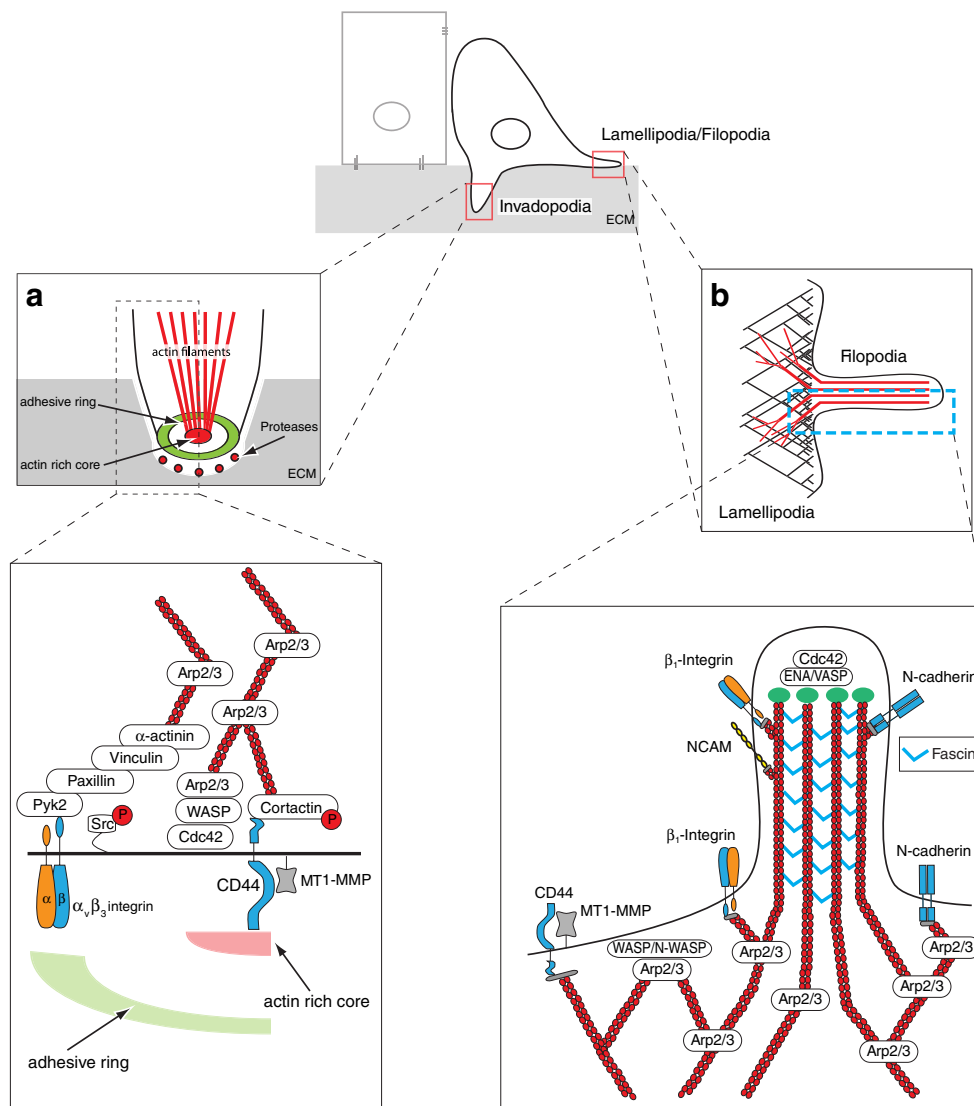 Lamellipodia/Filopodia
Invadopodia
ECM
a
actin filaments
adhesive ring
Proteases
actin rich core
ECM
b
Filopodia
Lamellipodia
Arp2/3
Arp2/3
Arp2/3
α-actinin
Vinculin
Paxillin
Arp2/3
Pyk2
Src
P
WASP
Cortactin
P
Cdc42
CD44
MT1-MMP
α
β
αvβ3 integrin
actin rich core
adhesive ring
β1-Integrin
Cdc42
ENA/VASP
N-cadherin
NCAM
Fascin
β1-Integrin
N-cadherin
CD44
MT1-MMP
WASP/N-WASP
Arp2/3
Arp2/3
Arp2/3
Arp2/3
Arp2/3
Arp2/3
Arp2/3